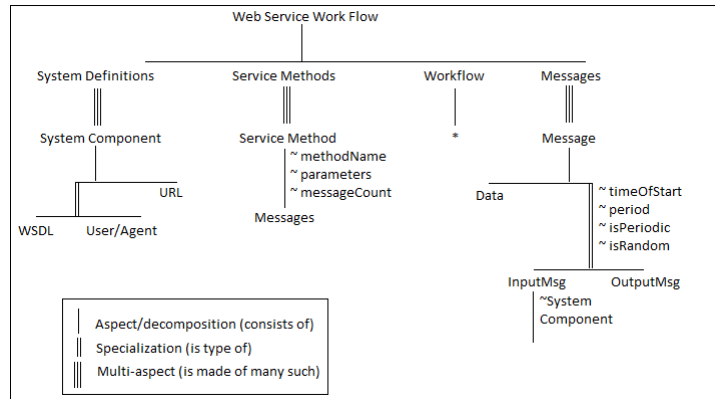 Web Service Work Flow
System Definitions
Service Methods
Workflow
Messages
System Component
Service Method
*
Message
~ methodName
~ parameters
~ messageCount
URL
Data
~ timeOfStart
~ period
~ isPeriodic
~ isRandom
WSDL
User/Agent
Messages
InputMsg
OutputMsg
~System
Component
Aspect/decomposition (consists of)
Specialization (is type of)
Multi-aspect (is made of many such)